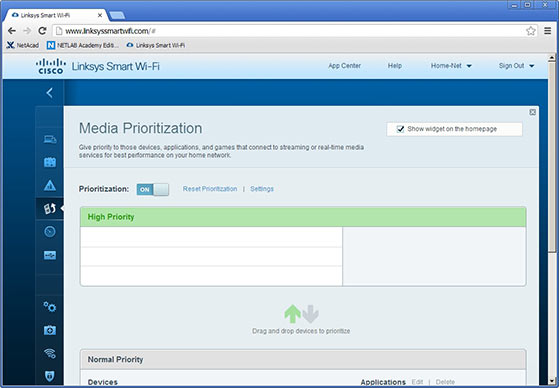 Linksys Smart Wi-Fi
www.linksyssmartwifi.com/#
NetAcad NETLAB Academy Editi... Linksys Smart Wi-Fi
CISCO Linksys Smart Wi-Fi App Center Help Home-Net Sign Out
Media Prioritization
Show widget on the homepage
Give priority to those devices, applications, and games that connect to streaming or real-time media
services for best performance on your home network.
Prioritization: ON Reset Prioritization | Settings
High Priority
Drag and drop devices to prioritize
Normal Priority
Devices Applications Edit | Delete